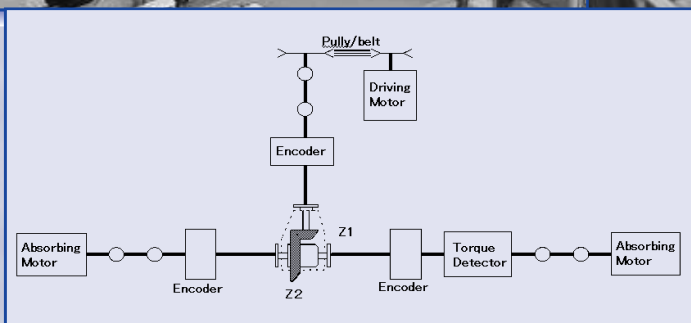 Pully/belt
Driving
Motor
Encoder
Z1
Absorbing
Motor
Encoder
Z2
Encoder
Torque
Detector
Absorbing
Motor